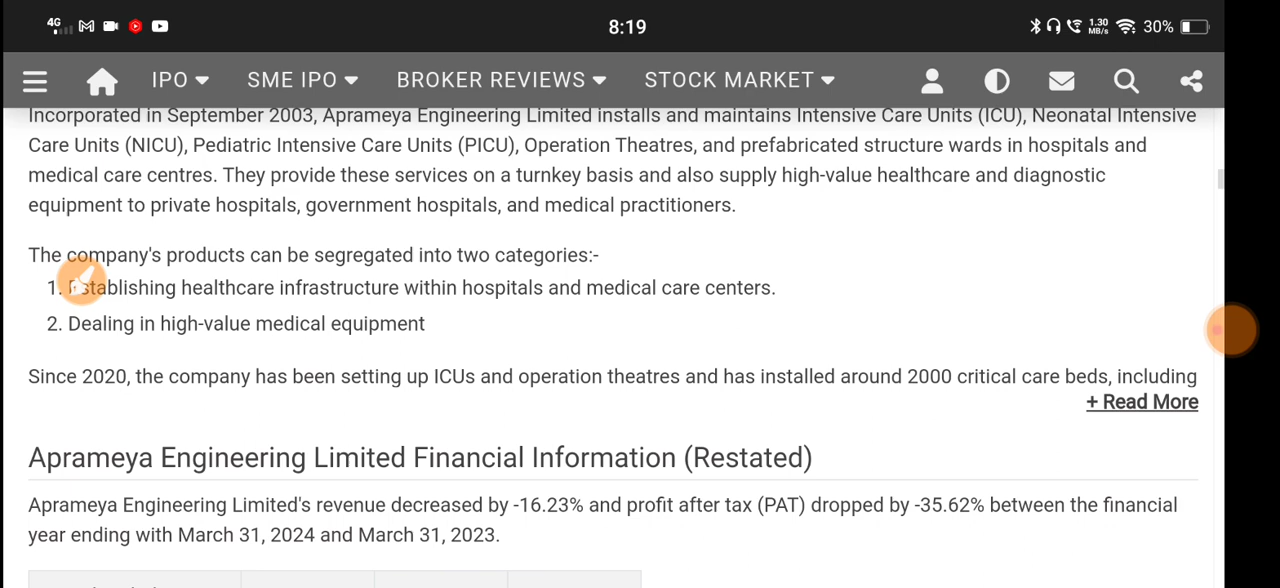 4G 8:19 1.30 MB/s 30%
IPO SME IPO BROKER REVIEWS STOCK MARKET
Incorporated in September 2003, Aprameya Engineering Limited installs and maintains Intensive Care Units (ICU), Neonatal Intensive
Care Units (NICU), Pediatric Intensive Care Units (PICU), Operation Theatres, and prefabricated structure wards in hospitals and
medical care centres. They provide these services on a turnkey basis and also supply high-value healthcare and diagnostic
equipment to private hospitals, government hospitals, and medical practitioners.
The company's products can be segregated into two categories:-
1. Establishing healthcare infrastructure within hospitals and medical care centers.
2. Dealing in high-value medical equipment
Since 2020, the company has been setting up ICUs and operation theatres and has installed around 2000 critical care beds, including
+ Read More
Aprameya Engineering Limited Financial Information (Restated)
Aprameya Engineering Limited's revenue decreased by -16.23% and profit after tax (PAT) dropped by -35.62% between the financial
year ending with March 31, 2024 and March 31, 2023.